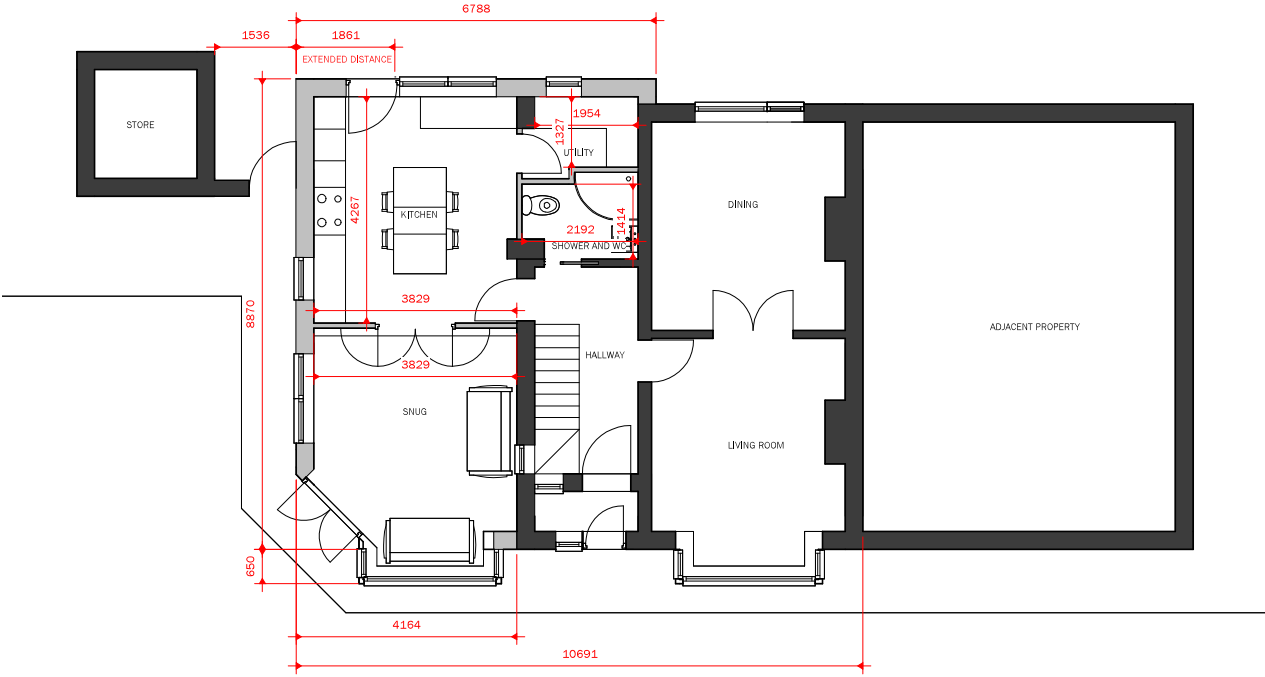 6788
1536
1861
EXTENDED DISTANCE
STORE
1954
1327
UTILITY
4267
KITCHEN
1414
2192
SHOWER AND WC
DINING
8870
3829
ADJACENT PROPERTY
3829
HALLWAY
SNUG
LIVING ROOM
650
4164
10691